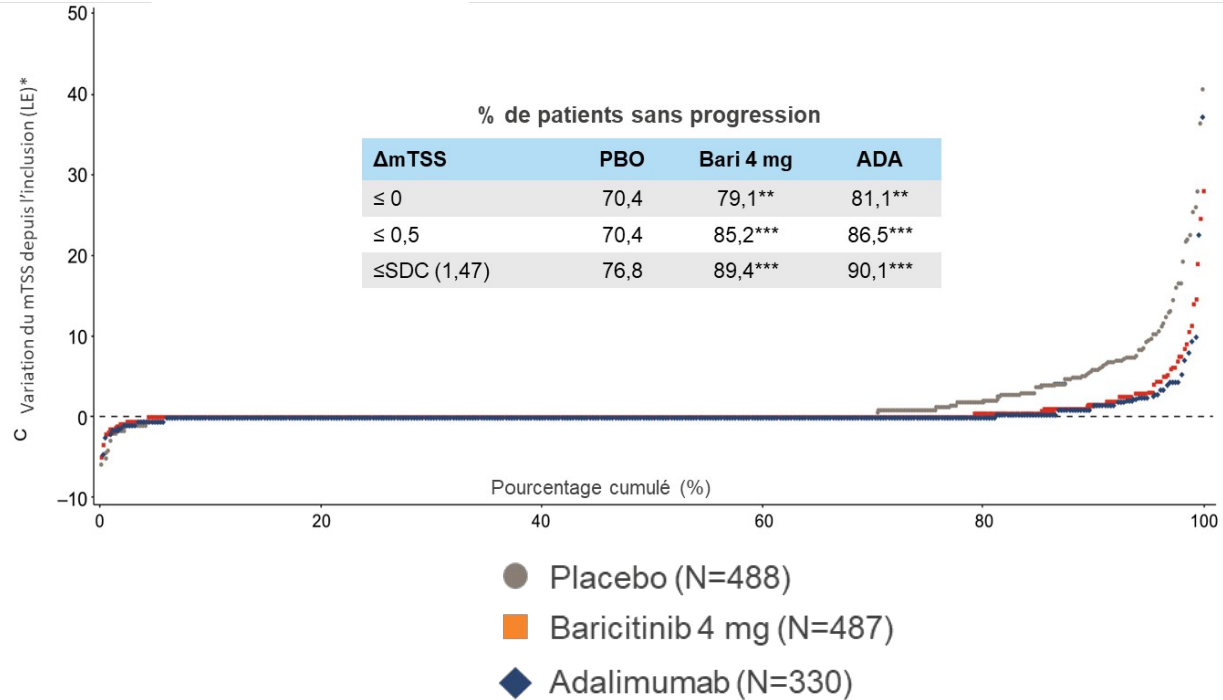 50
40
30
20
10
0
–10
C Variation du mTSS depuis l'inclusion (LE)*
% de patients sans progression
ΔmTSS PBO Bari 4 mg ADA
≤ 0 70,4 79,1** 81,1**
≤ 0,5 70,4 85,2*** 86,5***
≤SDC (1,47) 76,8 89,4*** 90,1***
Pourcentage cumulé (%)
0 20 40 60 80 100
Placebo (N=488)
Baricitinib 4 mg (N=487)
Adalimumab (N=330)